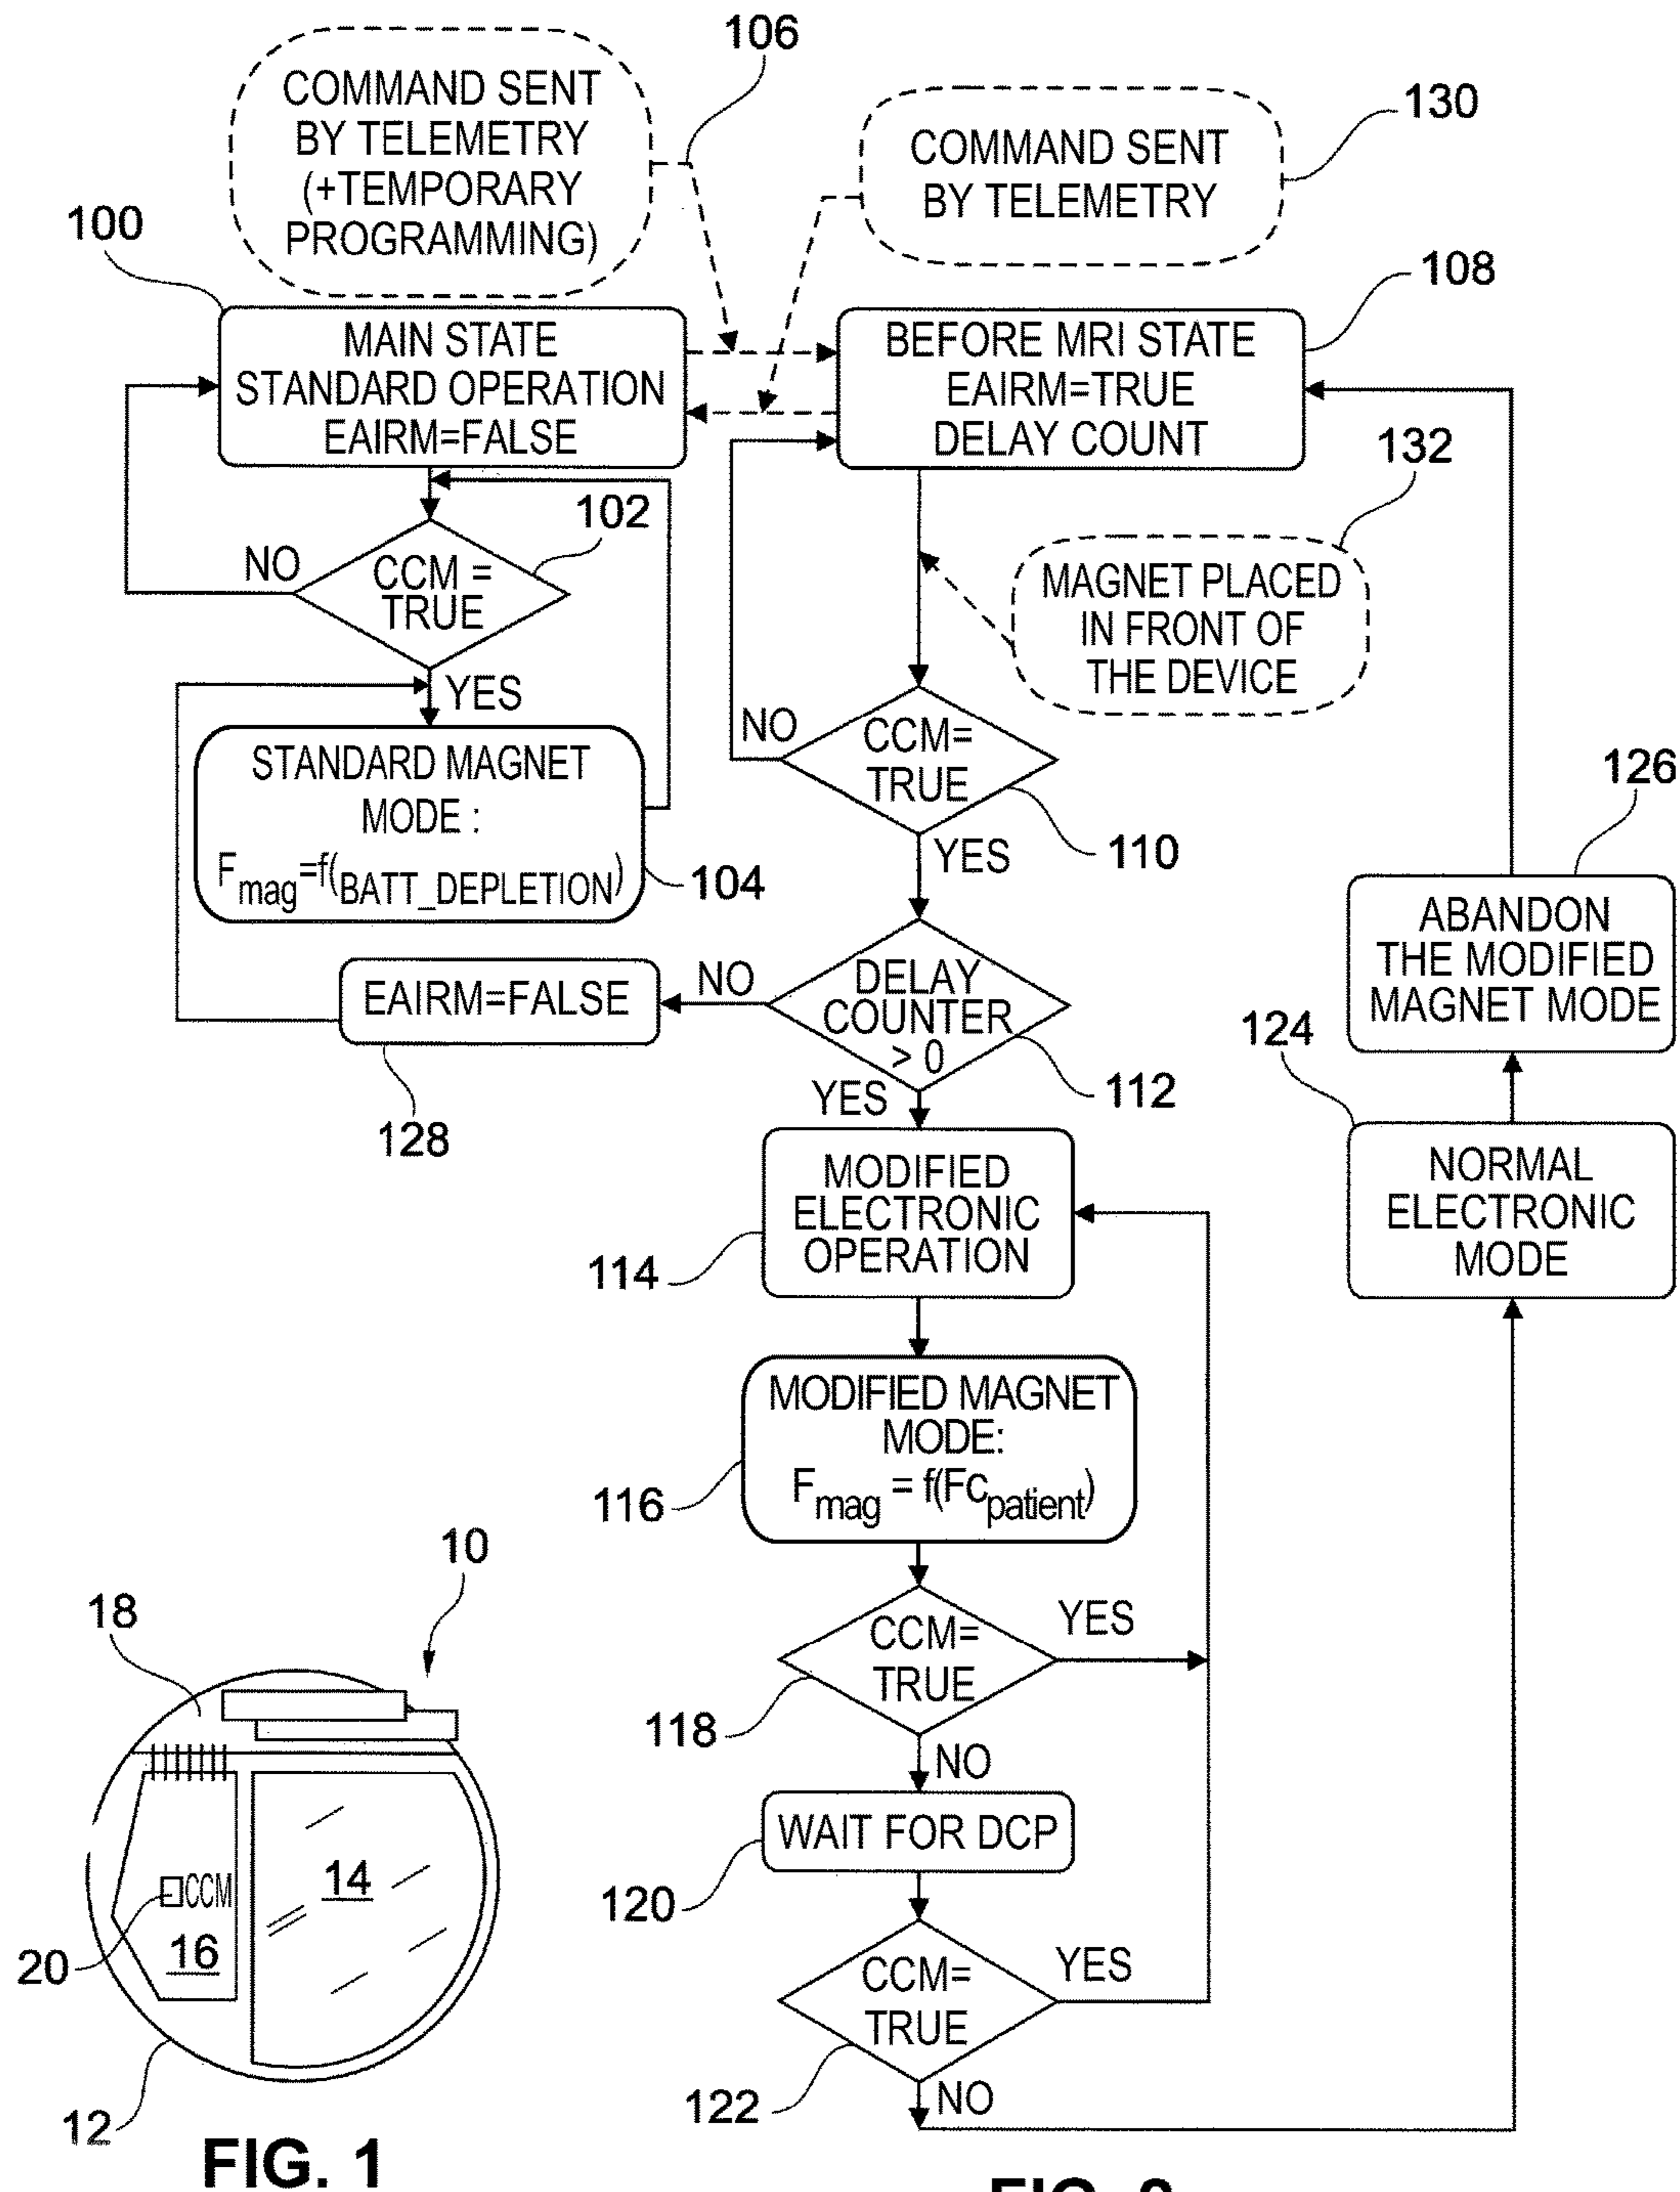 106
COMMAND SENT
BY TELEMETRY
(+TEMPORARY
PROGRAMMING)
130
COMMAND SENT
BY TELEMETRY
100
108
MAIN STATE
STANDARD OPERATION
EAIRM=FALSE
BEFORE MRI STATE
EAIRM=TRUE
DELAY COUNT
132
102
NO
CCM =
TRUE
YES
MAGNET PLACED
IN FRONT OF
THE DEVICE
NO
CCM=
TRUE
110
YES
STANDARD MAGNET
MODE :
Fmag=f(BATT_DEPLETION)
104
126
ABANDON
THE MODIFIED
MAGNET MODE
EAIRM=FALSE
128
NO
DELAY
COUNTER
> 0
112
YES
124
NORMAL
ELECTRONIC
MODE
MODIFIED
ELECTRONIC
OPERATION
114
MODIFIED MAGNET
MODE:
Fmag = f(Fcpatient)
116
CCM=
TRUE
YES
118
NO
WAIT FOR DCP
120
CCM=
TRUE
YES
122
NO
10
18
14
CCM
16
20
12
FIG. 1